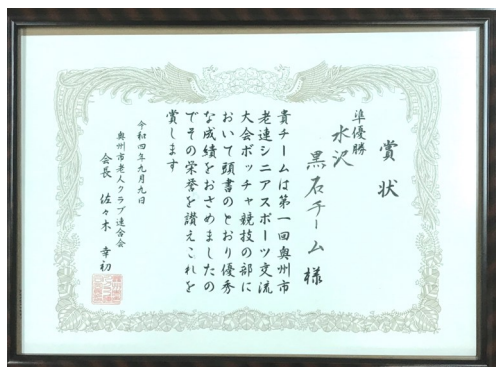 賞状
準優勝
水沢
黒石チーム様
貴チームは第一回奥州市
老連シニアスポーツ交流
大会ボッチャ競技の部に
おいて頭書のとおり優秀
な成績をおさめましたの
でその栄誉を讃えこれを
賞します
令和四年九月九日
奥州市老人クラブ連合会
会長 佐々木 幸初